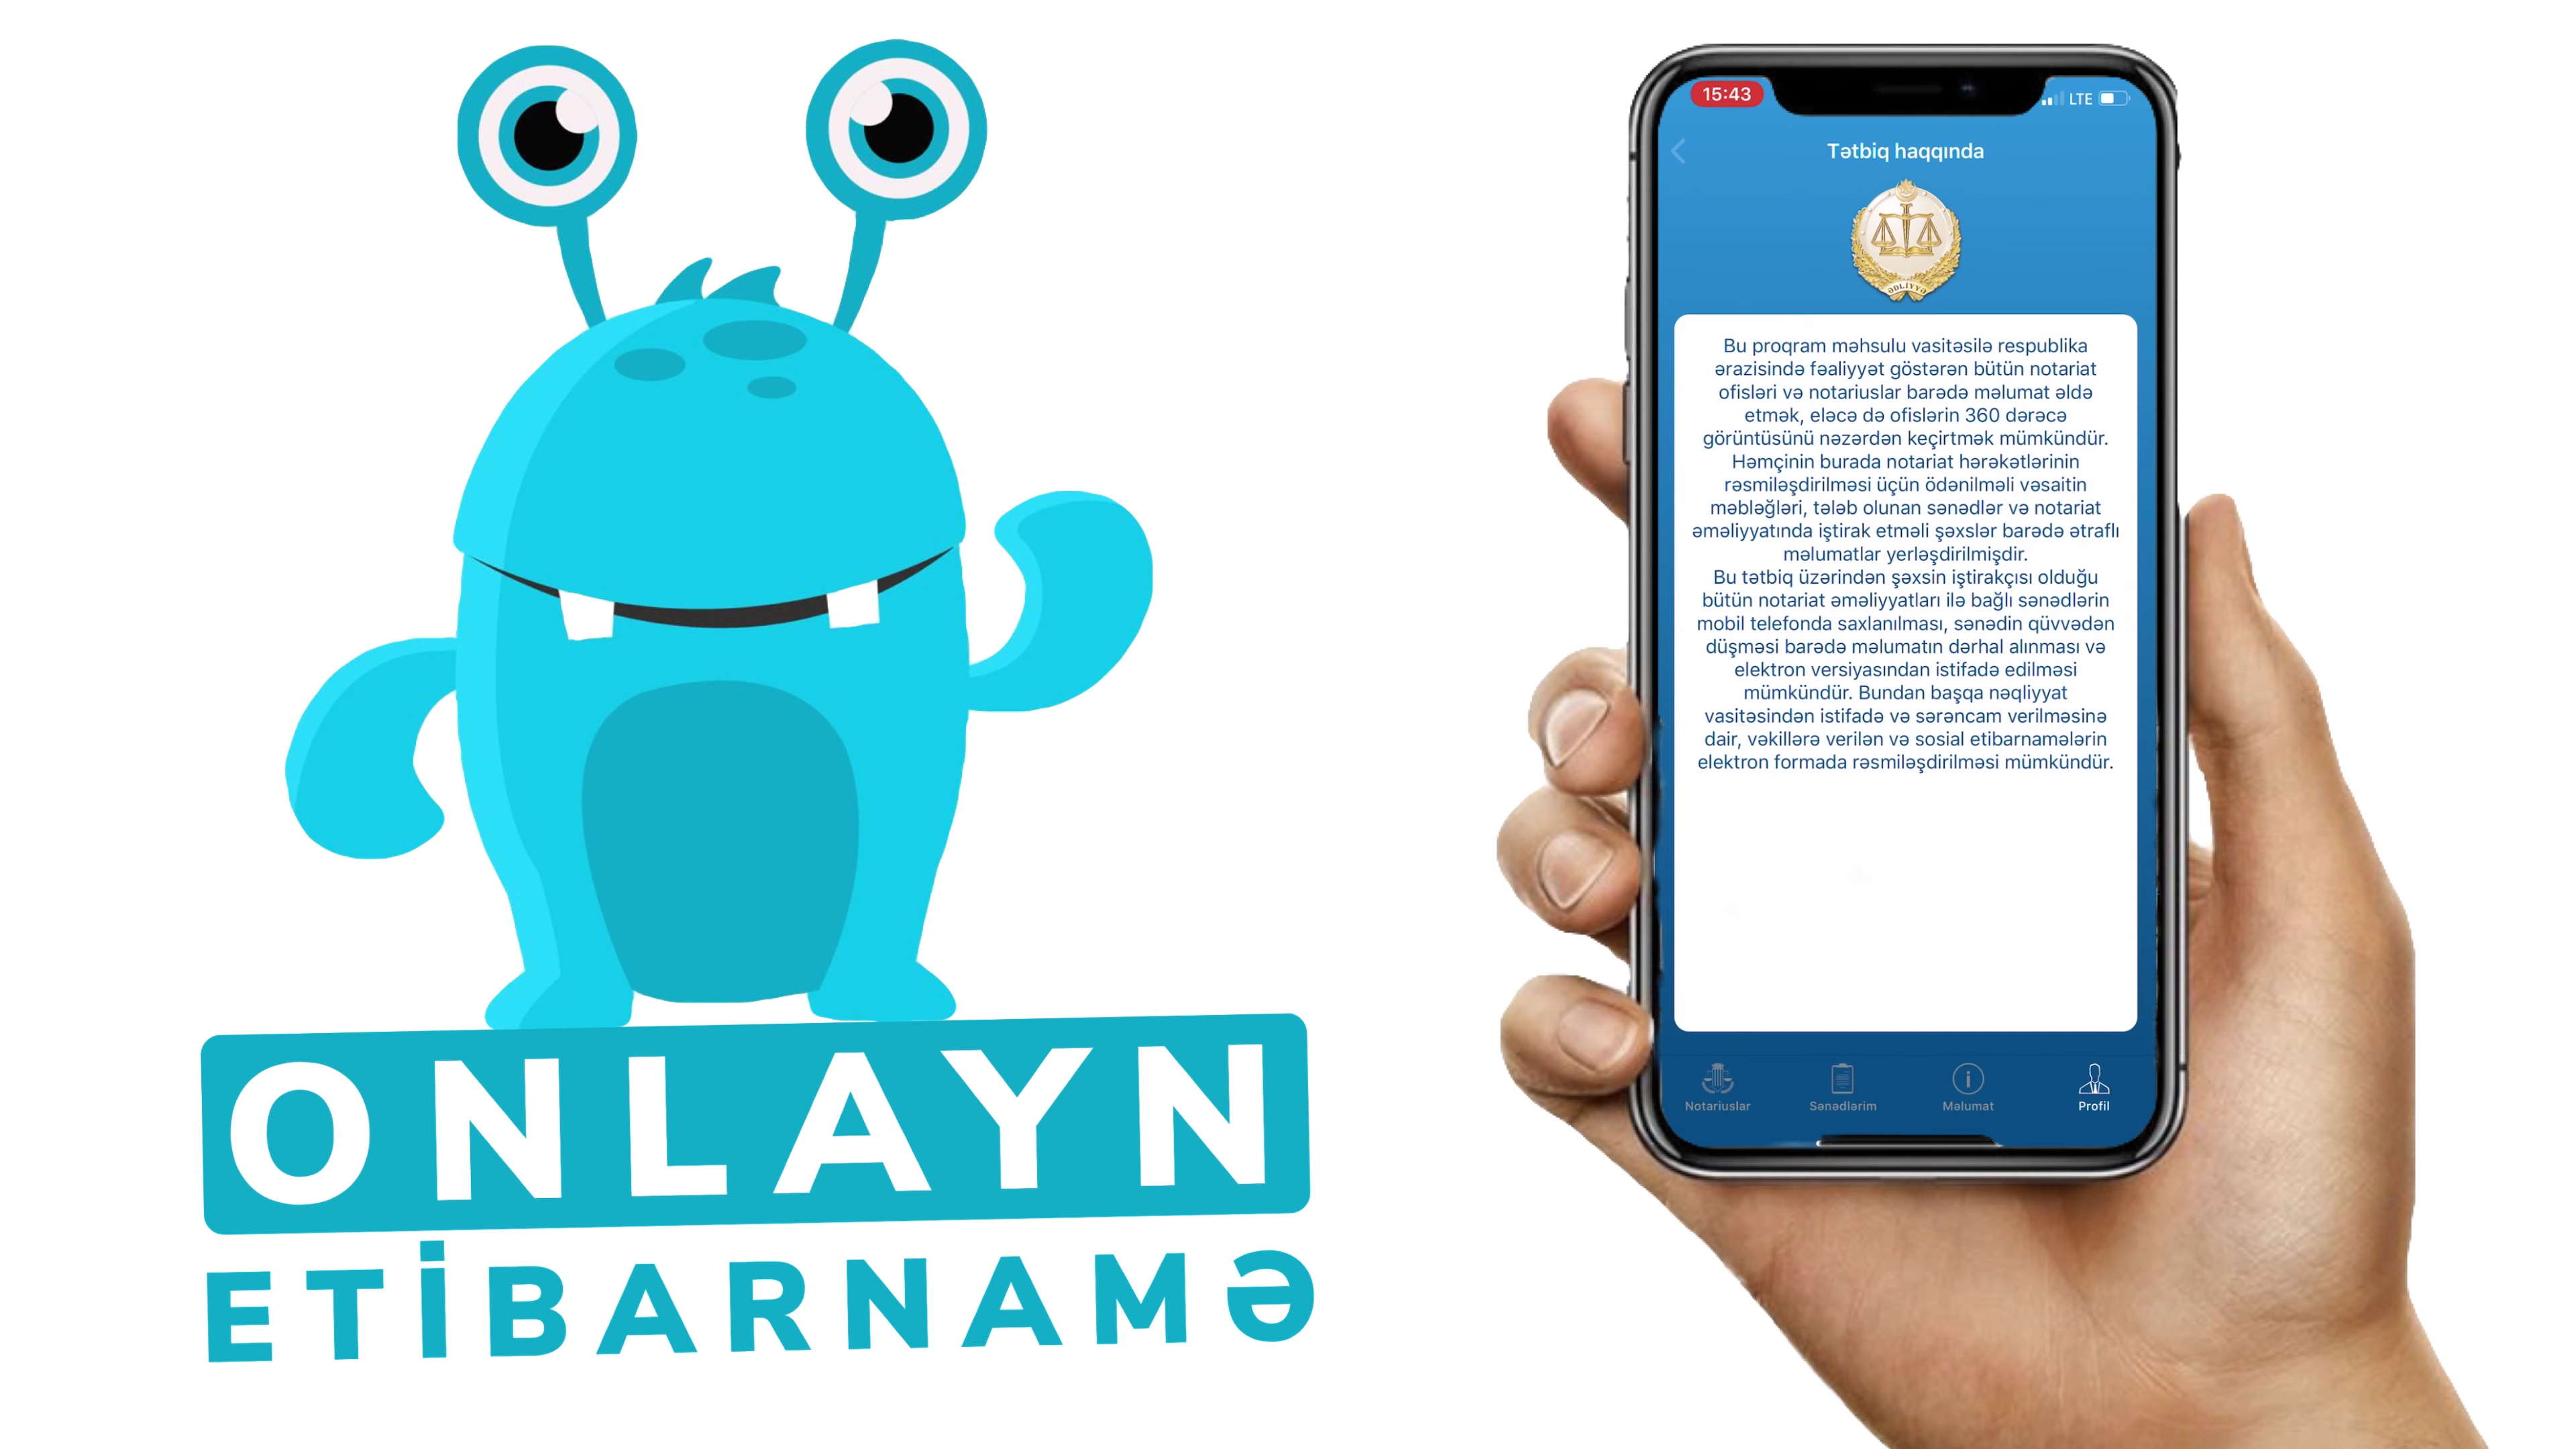 ONLAYN
ETİBARNAMƏ
15:43
LTE
Tətbiq haqqında
ƏDLİYYƏ
Bu proqram məhsulu vasitəsilə respublika
ərazisində fəaliyyət göstərən bütün notariat
ofisləri və notariuslar barədə məlumat əldə
etmək, eləcə də ofislərin 360 dərəcə
görüntüsünü nəzərdən keçirtmək mümkündür.
Həmçinin burada notariat hərəkətlərinin
rəsmiləşdirilməsi üçün ödənilməli vəsaitin
məbləğləri, tələb olunan sənədlər və notariat
əməliyyatında iştirak etməli şəxslər barədə ətraflı
məlumatlar yerləşdirilmişdir.
Bu tətbiq üzərindən şəxsin iştirakçısı olduğu
bütün notariat əməliyyatları ilə bağlı sənədlərin
mobil telefonda saxlanılması, sənədin qüvvədən
düşməsi barədə məlumatın dərhal alınması və
elektron versiyasından istifadə edilməsi
mümkündür. Bundan başqa nəqliyyat
vasitəsindən istifadə və sərəncam verilməsinə
dair, vəkillərə verilən və sosial etibarnamələrin
elektron formada rəsmiləşdirilməsi mümkündür.
Notariuslar
Sənədlərim
Məlumat
Profil